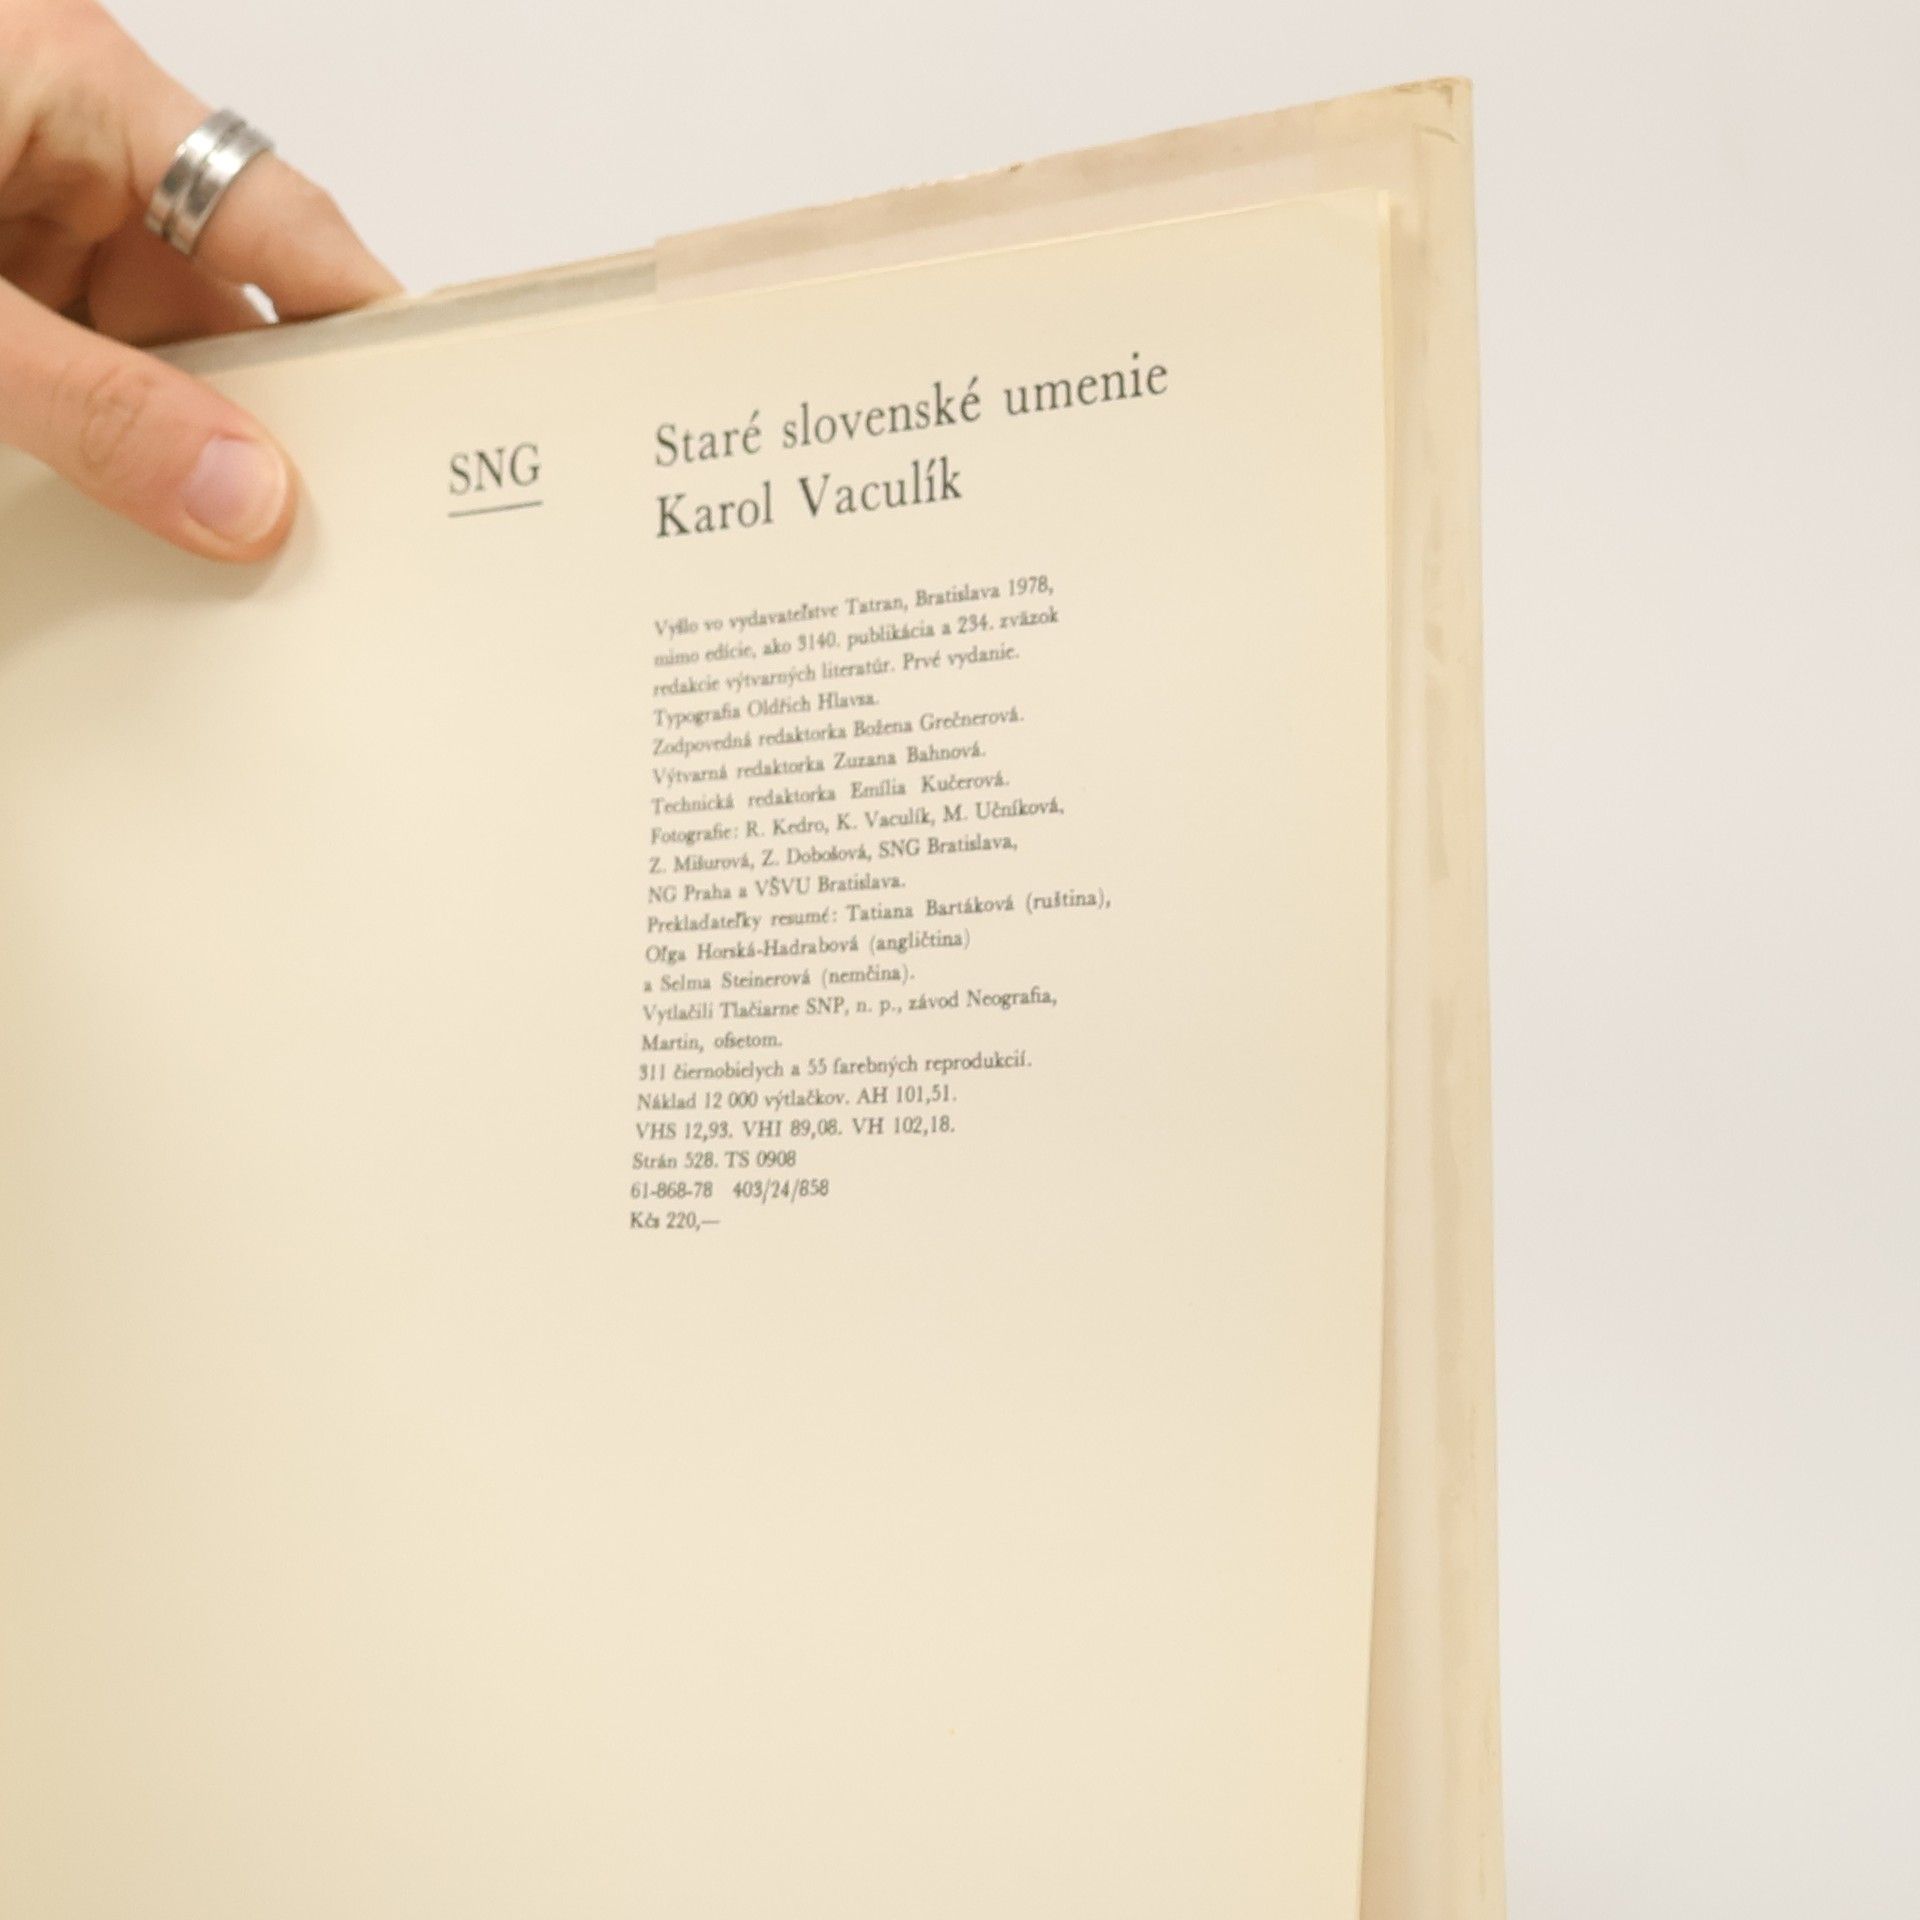 SNG
Staré slovenské umenie
Karol Vaculík
Vyšlo vo vydavateľstve Tatran, Bratislava 1978,
mimo edície, ako 3140. publikácia a 234. zväzok
redakcie výtvarných literatúr. Prvé vydanie.
Typografia Oldřich Hlavsa.
Zodpovedná redaktorka Božena Grečnerová.
Výtvarná redaktorka Zuzana Bahnová.
Technická redaktorka Emília Kučerová.
Fotografie: R. Kedro, K. Vaculík, M. Učníková,
Z. Mišurová, Z. Dobošová, SNG Bratislava,
NG Praha a VŠVU Bratislava.
Prekladateľky resumé: Tatiana Bartáková (ruština),
Oľga Horská-Hadrabová (angličtina)
a Selma Steinerová (nemčina).
Vytlačili Tlačiarne SNP, n. p., závod Neografia,
Martin, ofsetom.
311 čiernobielych a 55 farebných reprodukcií.
Náklad 12 000 výtlačkov. AH 101,51.
VHS 12,93. VHI 89,08. VH 102,18.
Strán 528. TS 0908
61-868-78 403/24/858
Kčs 220,—